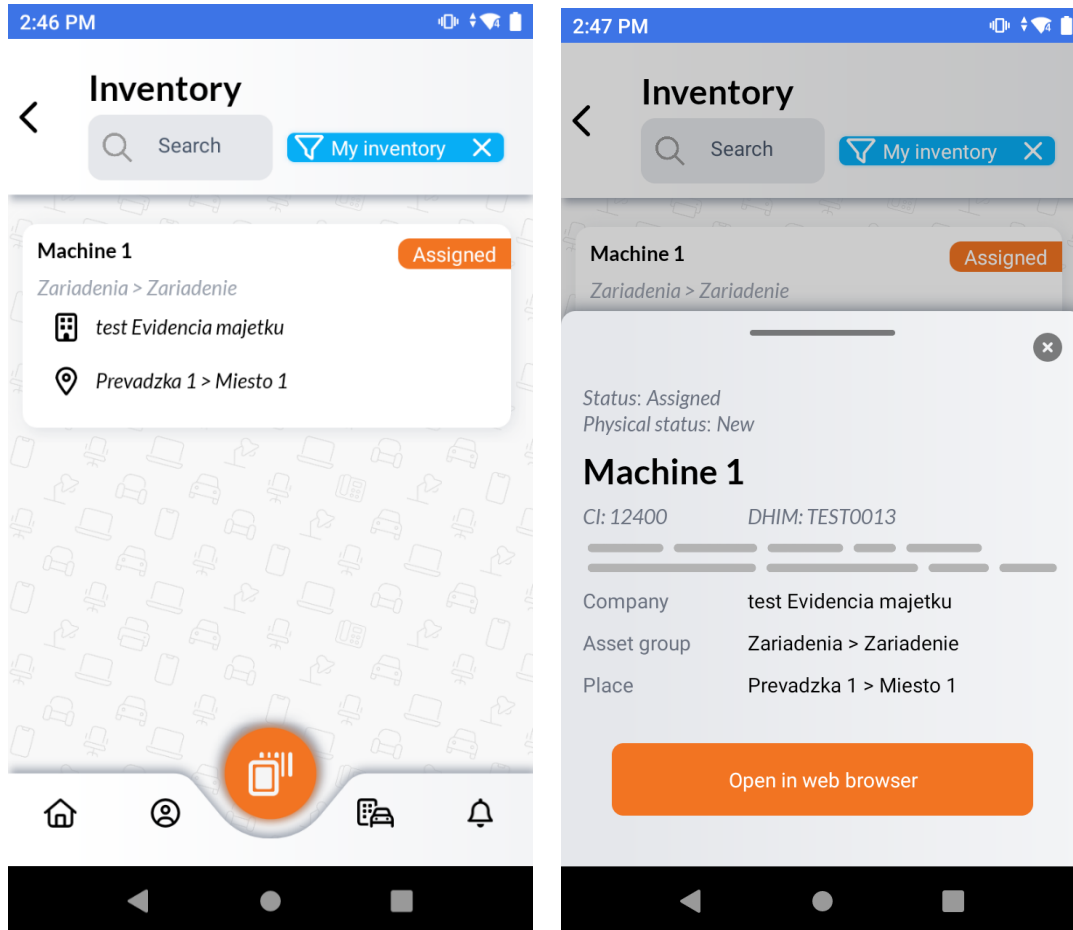 2:46 PM
Inventory
Search
My inventory
Machine 1
Assigned
Zariadenia > Zariadenie
test Evidencia majetku
Prevadzka 1 > Miesto 1
2:47 PM
Inventory
Search
My inventory
Machine 1
Assigned
Zariadenia > Zariadenie
Status: Assigned
Physical status: New
Machine 1
CI: 12400 DHIM: TEST0013
Company test Evidencia majetku
Asset group Zariadenia > Zariadenie
Place Prevadzka 1 > Miesto 1
Open in web browser